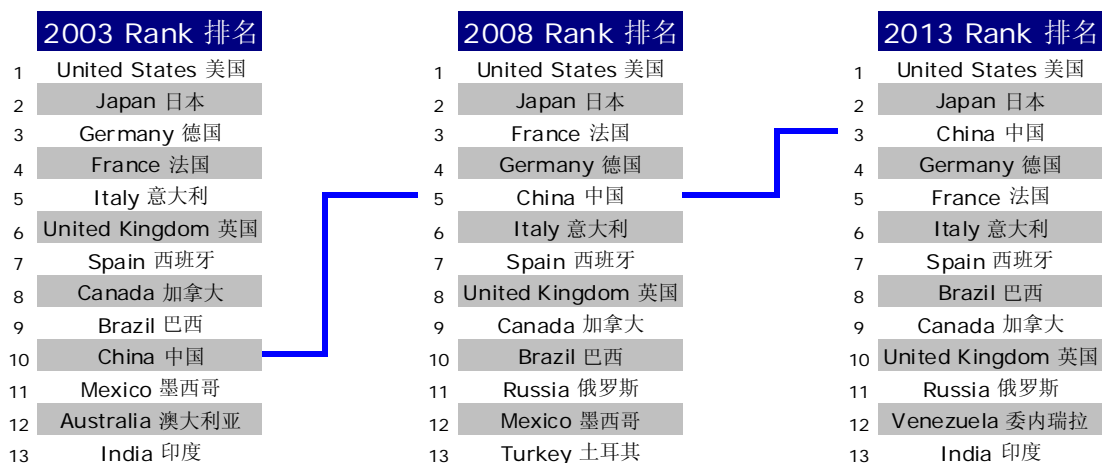 2003 Rank 排名
1 United States 美国
2 Japan 日本
3 Germany 德国
4 France 法国
5 Italy 意大利
6 United Kingdom 英国
7 Spain 西班牙
8 Canada 加拿大
9 Brazil 巴西
10 China 中国
11 Mexico 墨西哥
12 Australia 澳大利亚
13 India 印度
2008 Rank 排名
1 United States 美国
2 Japan 日本
3 France 法国
4 Germany 德国
5 China 中国
6 Italy 意大利
7 Spain 西班牙
8 United Kingdom 英国
9 Canada 加拿大
10 Brazil 巴西
11 Russia 俄罗斯
12 Mexico 墨西哥
13 Turkey 土耳其
2013 Rank 排名
1 United States 美国
2 Japan 日本
3 China 中国
4 Germany 德国
5 France 法国
6 Italy 意大利
7 Spain 西班牙
8 Brazil 巴西
9 Canada 加拿大
10 United Kingdom 英国
11 Russia 俄罗斯
12 Venezuela 委内瑞拉
13 India 印度